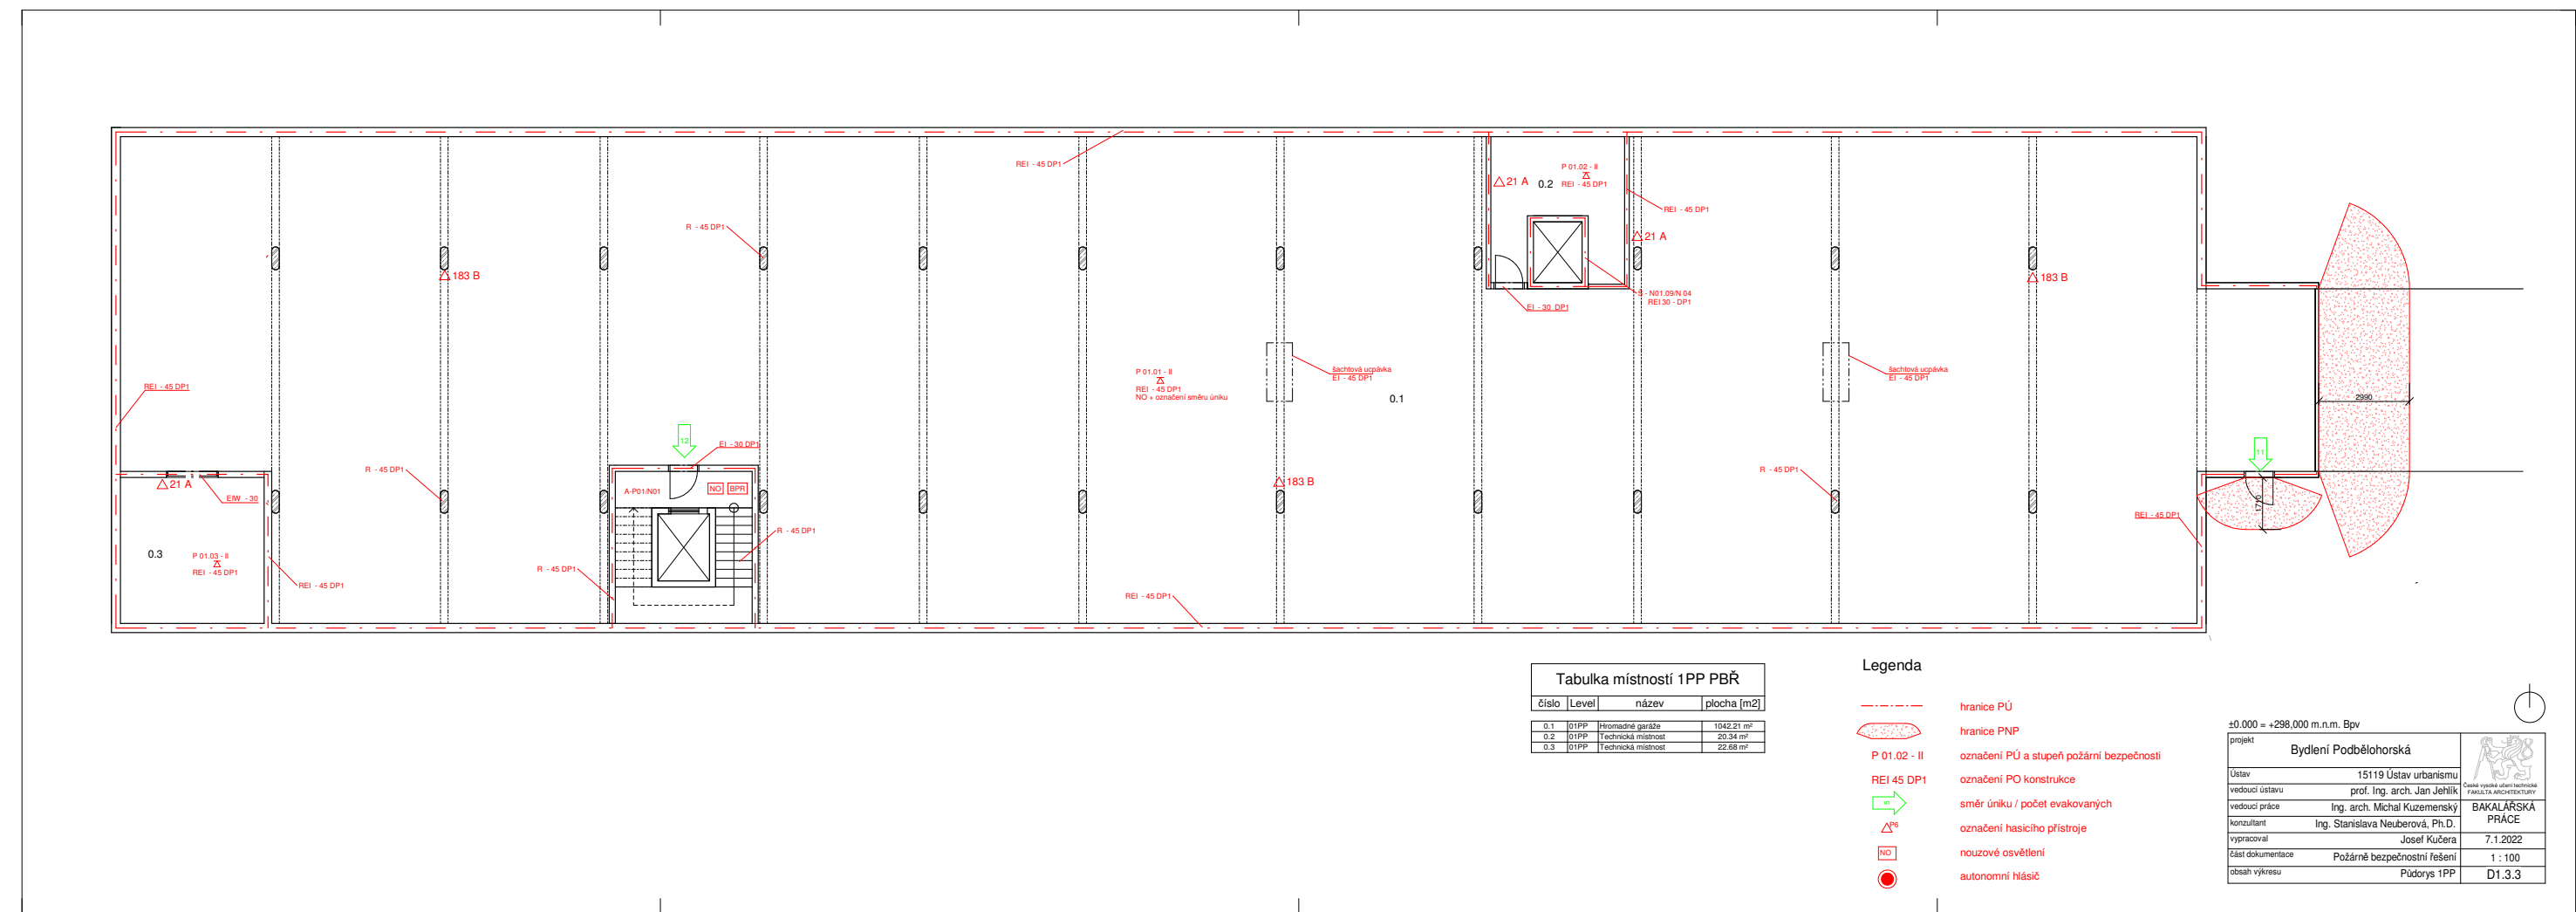 REI - 45 DP1
P 01.02 - II
21 A
0.2
REI - 45 DP1
REI - 45 DP1
R - 45 DP1
21 A
183 B
183 B
S - N01.09/N 04
REI 30 - DP1
EI - 30 DP1
šachtová ucpávka
EI - 45 DP1
šachtová ucpávka
EI - 45 DP1
P 01.01 - II
REI - 45 DP1
NO + označení směru úniku
REI - 45 DP1
0.1
2990
12
EI - 30 DP1
11
R - 45 DP1
R - 45 DP1
21 A
EIW - 30
A-P01/N01
NO
BPR
183 B
1710
REI - 45 DP1
R - 45 DP1
0.3
P 01.03 - II
REI - 45 DP1
R - 45 DP1
REI - 45 DP1
REI - 45 DP1
Tabulka místností 1PP PBŘ
číslo Level název plocha [m2]
0.1 01PP Hromadné garáže 1042.21 m²
0.2 01PP Technická místnost 20.34 m²
0.3 01PP Technická místnost 22.68 m²
Legenda
hranice PÚ
hranice PNP
P 01.02 - II označení PÚ a stupeň požární bezpečnosti
REI 45 DP1 označení PO konstrukce
směr úniku / počet evakovaných
P6 označení hasicího přístroje
NO nouzové osvětlení
autonomní hlásič
±0.000 = +298,000 m.n.m. Bpv
projekt
Bydlení Podbělohorská
Ústav 15119 Ústav urbanismu
České vysoké učení technické
FAKULTA ARCHITEKTURY
vedoucí ústavu prof. Ing. arch. Jan Jehlík
vedoucí práce Ing. arch. Michal Kuzemenský
BAKALÁŘSKÁ
PRÁCE
konzultant Ing. Stanislava Neuberová, Ph.D.
vypracoval Josef Kučera 7.1.2022
část dokumentace Požárně bezpečnostní řešení 1 : 100
obsah výkresu Půdorys 1PP D1.3.3